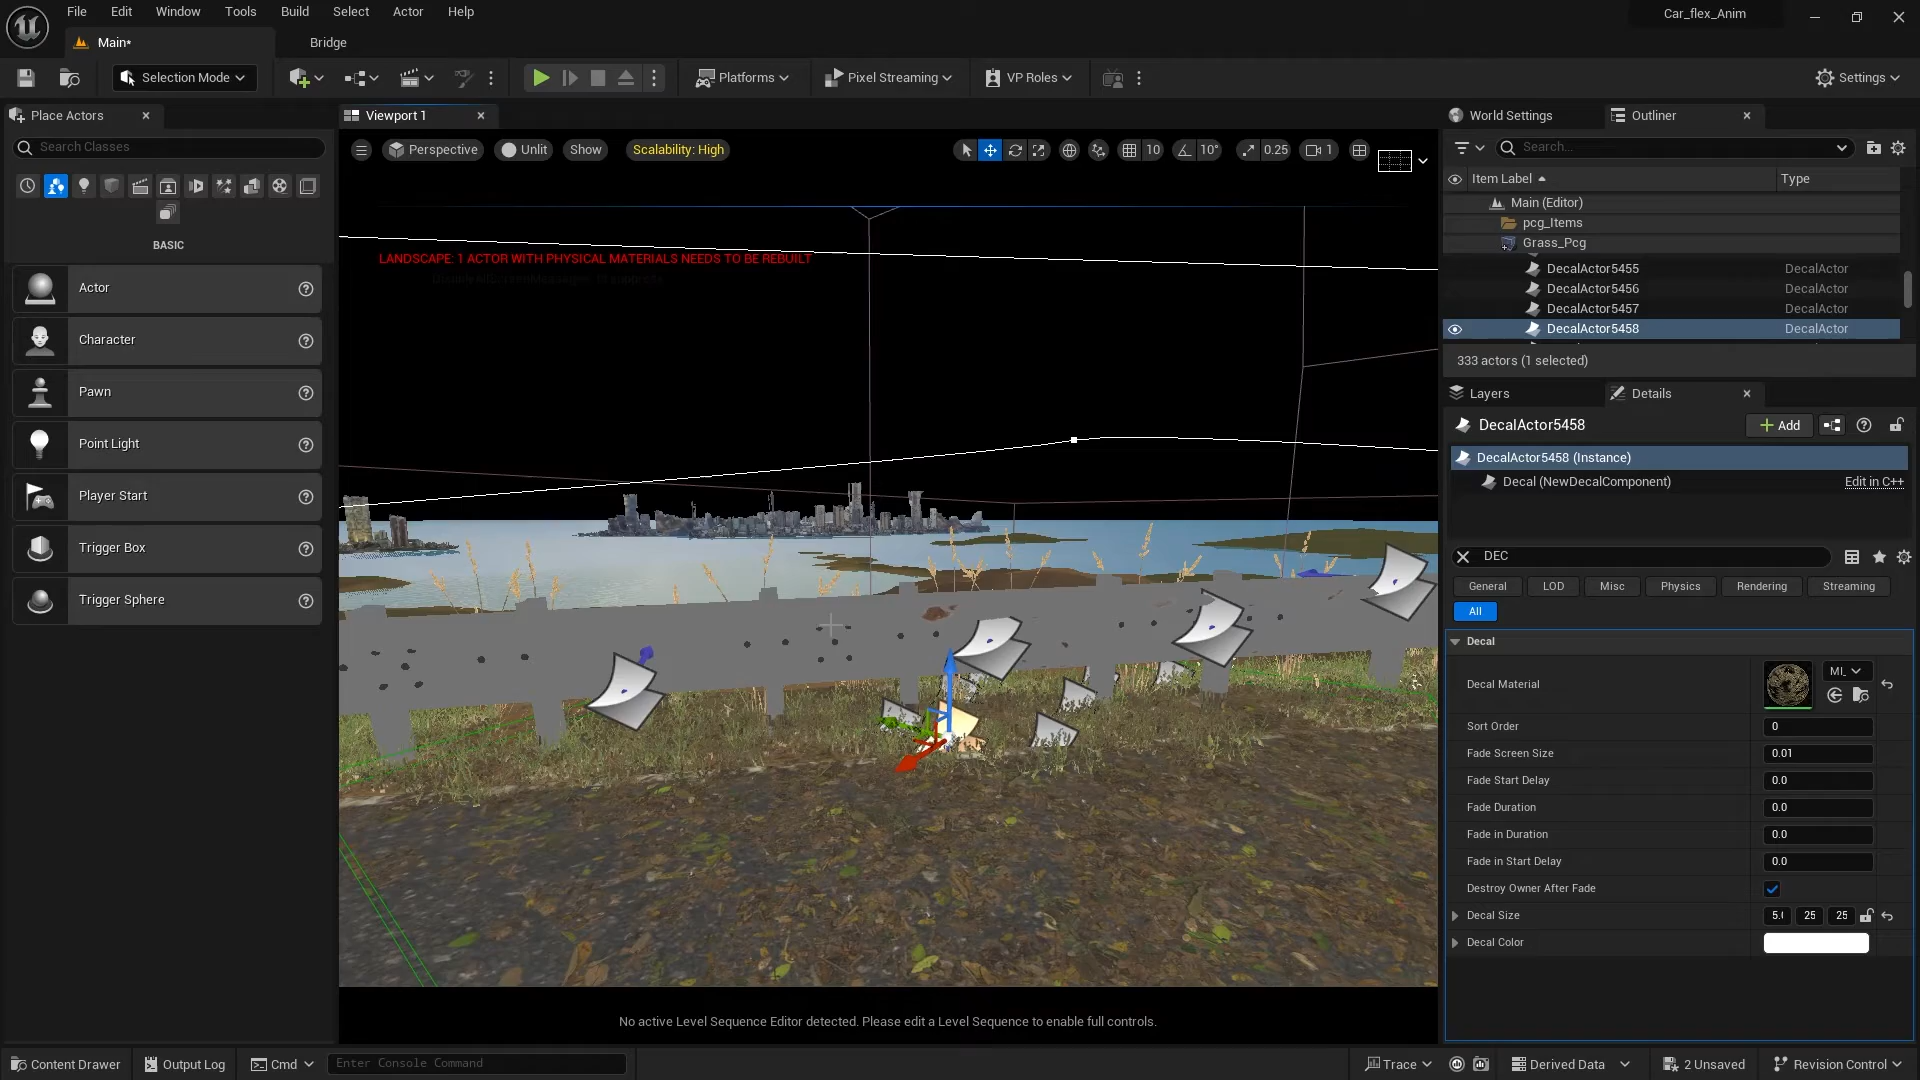 File Edit Window Tools Build Select Actor Help
Car_flex_Anim
Main* Bridge
Selection Mode
Platforms
Pixel Streaming
VP Roles
Settings
Place Actors
Search Classes
BASIC
Actor
Character
Pawn
Point Light
Player Start
Trigger Box
Trigger Sphere
Viewport 1
Perspective Unlit Show Scalability: High
10 10° 0.25 1
LANDSCAPE: 1 ACTOR WITH PHYSICAL MATERIALS NEEDS TO BE REBUILT
No active Level Sequence Editor detected. Please edit a Level Sequence to enable full controls.
World Settings Outliner
Search...
Item Label Type
Main (Editor)
pcg_Items
Grass_Pcg
DecalActor5455 DecalActor
DecalActor5456 DecalActor
DecalActor5457 DecalActor
DecalActor5458 DecalActor
333 actors (1 selected)
Layers Details
DecalActor5458 Add
DecalActor5458 (Instance)
Decal (NewDecalComponent) Edit in C++
DEC
General LOD Misc Physics Rendering Streaming
All
Decal
Decal Material MI_
Sort Order 0
Fade Screen Size 0.01
Fade Start Delay 0.0
Fade Duration 0.0
Fade in Duration 0.0
Fade in Start Delay 0.0
Destroy Owner After Fade
Decal Size 5.( 25 25
Decal Color
Content Drawer Output Log Cmd Enter Console Command
Trace Derived Data 2 Unsaved Revision Control